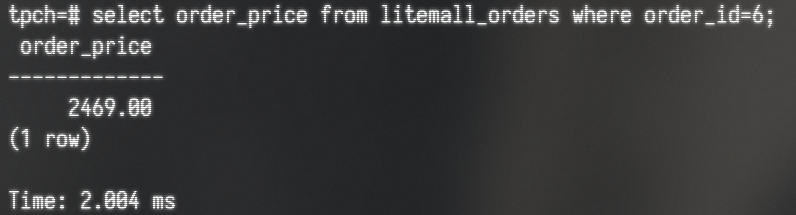 tpch=# select order_price from litemall_orders where order_id=6;
 order_price
-------------
     2469.00
(1 row)

Time: 2.004 ms